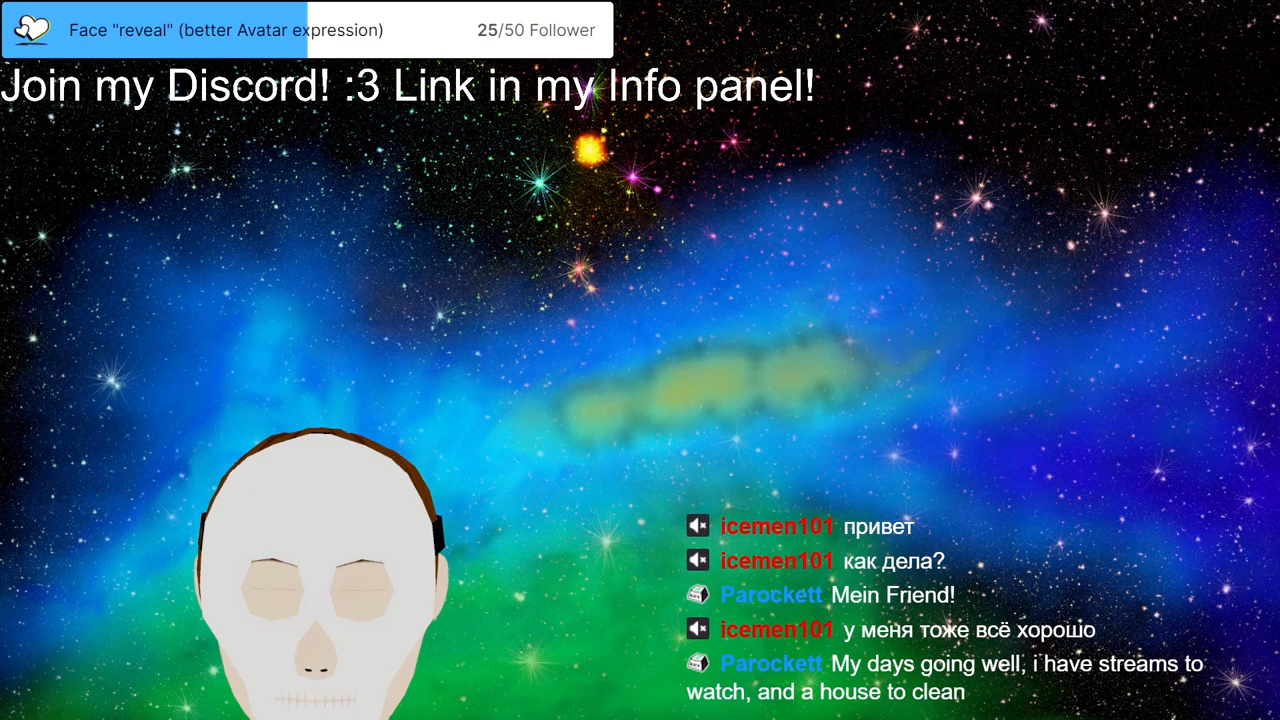 Face "reveal" (better Avatar expression) 25/50 Follower
Join my Discord! :3 Link in my Info panel!
icemen101 привет
icemen101 как дела?
Parockett Mein Friend!
icemen101 у меня тоже всё хорошо
Parockett My days going well, i have streams to
watch, and a house to clean